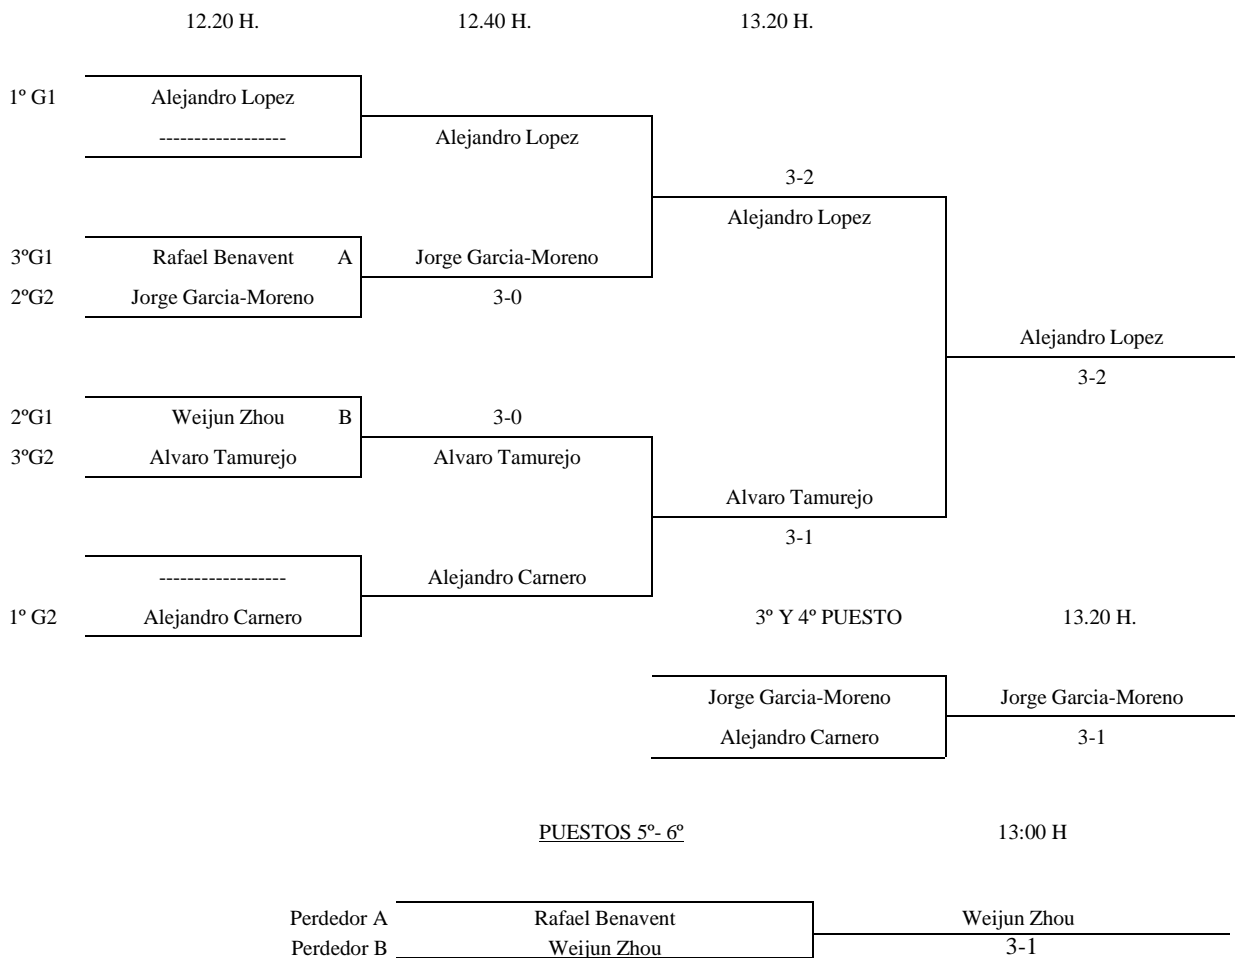 12.20 H. 12.40 H. 13.20 H.
1º G1 Alejandro Lopez
------------------ Alejandro Lopez
3-2
Alejandro Lopez
3ºG1 Rafael Benavent A Jorge Garcia-Moreno
2ºG2 Jorge Garcia-Moreno 3-0
Alejandro Lopez
3-2
2ºG1 Weijun Zhou B 3-0
3ºG2 Alvaro Tamurejo Alvaro Tamurejo
Alvaro Tamurejo
3-1
------------------ Alejandro Carnero
1º G2 Alejandro Carnero 3º Y 4º PUESTO 13.20 H.
Jorge Garcia-Moreno Jorge Garcia-Moreno
Alejandro Carnero 3-1
PUESTOS 5º- 6º 13:00 H
Perdedor A Rafael Benavent Weijun Zhou
Perdedor B Weijun Zhou 3-1